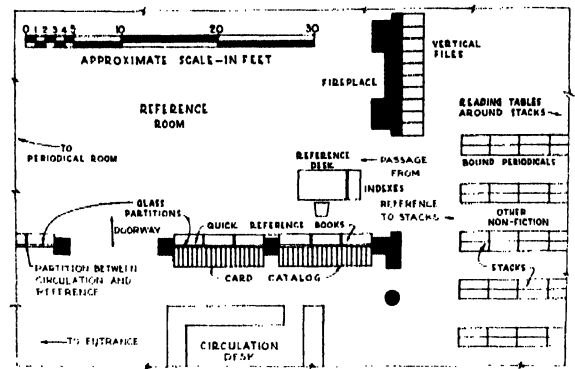 0 1 2 3 4 5 10 20 30
APPROXIMATE SCALE-IN FEET
VERTICAL
FILES
FIREPLACE
REFERENCE
ROOM
READING TABLES
AROUND STACKS
TO
PERIODICAL ROOM
REFERENCE
DESK
PASSAGE
FROM
BOUND PERIODICALS
INDEXES
REFERENCE
TO STACKS
GLASS
PARTITIONS
DOORWAY
QUICK REFERENCE BOOKS
OTHER
NON-FICTION
PARTITION BETWEEN
CIRCULATION AND
REFERENCE
CARD CATALOG
STACKS
TO ENTRANCE
CIRCULATION
DESK